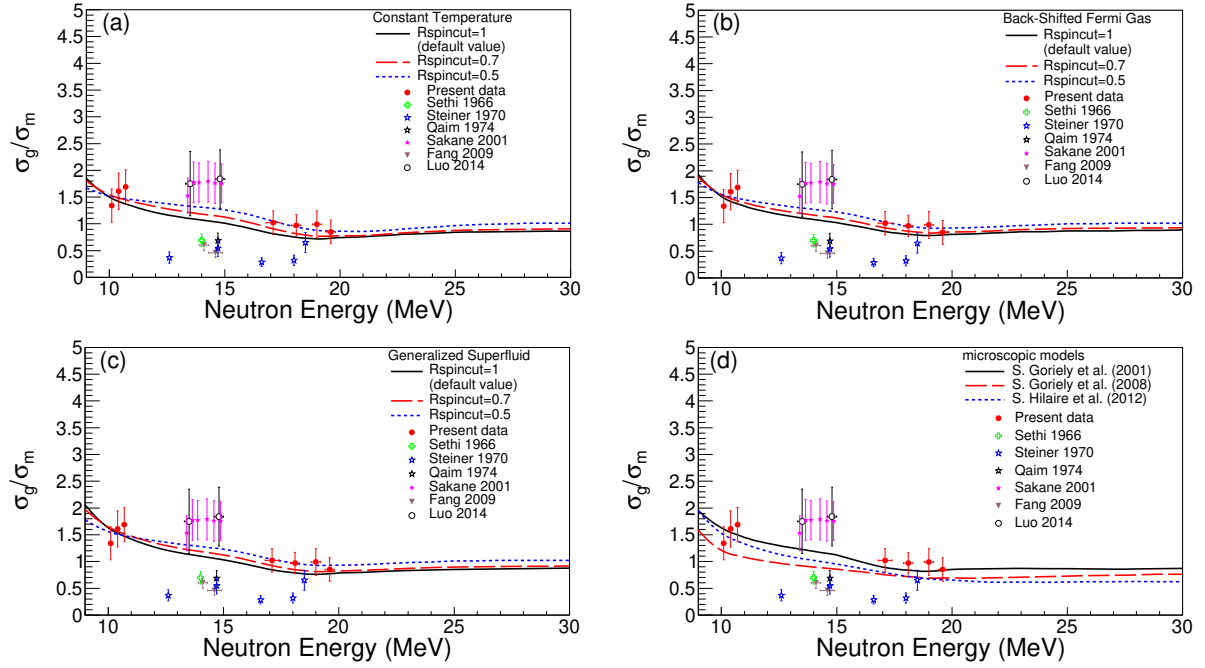 (a)
Constant Temperature
Rspincut=1
(default value)
Rspincut=0.7
Rspincut=0.5
Present data
Sethi 1966
Steiner 1970
Qaim 1974
Sakane 2001
Fang 2009
Luo 2014
σg/σm
5
4.5
4
3.5
3
2.5
2
1.5
1
0.5
0
10 15 20 25 30
Neutron Energy (MeV)
(b)
Back-Shifted Fermi Gas
Rspincut=1
(default value)
Rspincut=0.7
Rspincut=0.5
Present data
Sethi 1966
Steiner 1970
Qaim 1974
Sakane 2001
Fang 2009
Luo 2014
σg/σm
5
4.5
4
3.5
3
2.5
2
1.5
1
0.5
0
10 15 20 25 30
Neutron Energy (MeV)
(c)
Generalized Superfluid
Rspincut=1
(default value)
Rspincut=0.7
Rspincut=0.5
Present data
Sethi 1966
Steiner 1970
Qaim 1974
Sakane 2001
Fang 2009
Luo 2014
σg/σm
5
4.5
4
3.5
3
2.5
2
1.5
1
0.5
0
10 15 20 25 30
Neutron Energy (MeV)
(d)
microscopic models
S. Goriely et al. (2001)
S. Goriely et al. (2008)
S. Hilaire et al. (2012)
Present data
Sethi 1966
Steiner 1970
Qaim 1974
Sakane 2001
Fang 2009
Luo 2014
σg/σm
5
4.5
4
3.5
3
2.5
2
1.5
1
0.5
0
10 15 20 25 30
Neutron Energy (MeV)